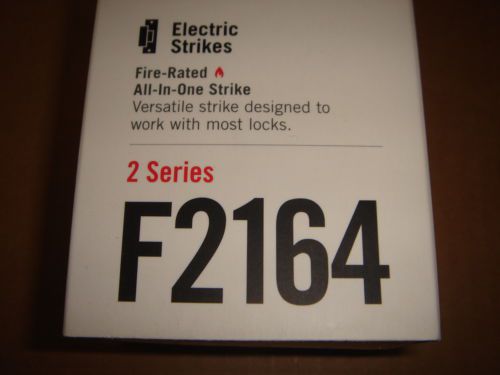 Electric
Strikes
Fire-Rated
All-In-One Strike
Versatile strike designed to
work with most locks.
2 Series
F2164